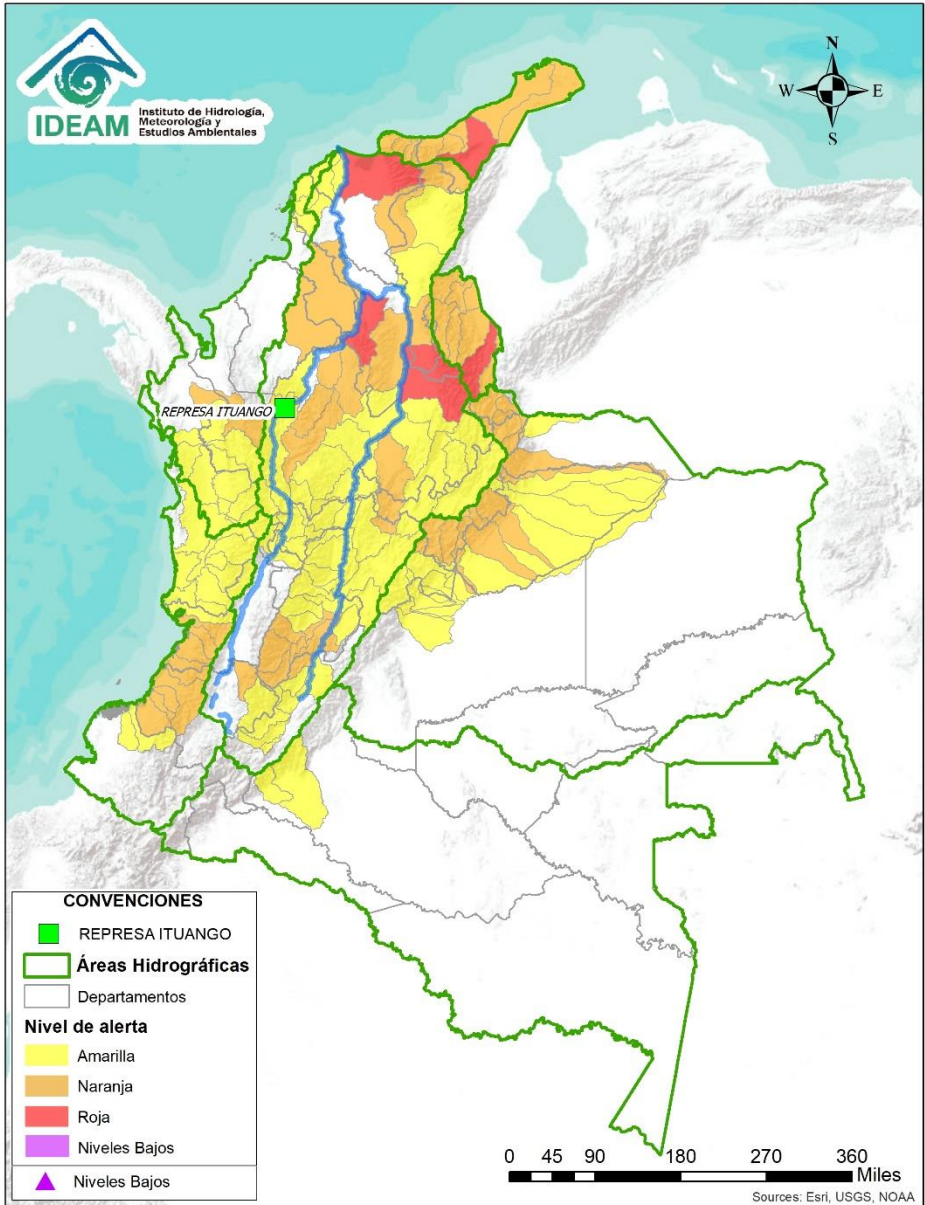 IDEAM
Instituto de Hidrología,
Meteorología y
Estudios Ambientales
N
W
E
S
REPRESA ITUANGO
CONVENCIONES
REPRESA ITUANGO
Áreas Hidrográficas
Departamentos
Nivel de alerta
Amarilla
Naranja
Roja
Niveles Bajos
Niveles Bajos
0 45 90 180 270 360
Miles
Sources: Esri, USGS, NOAA